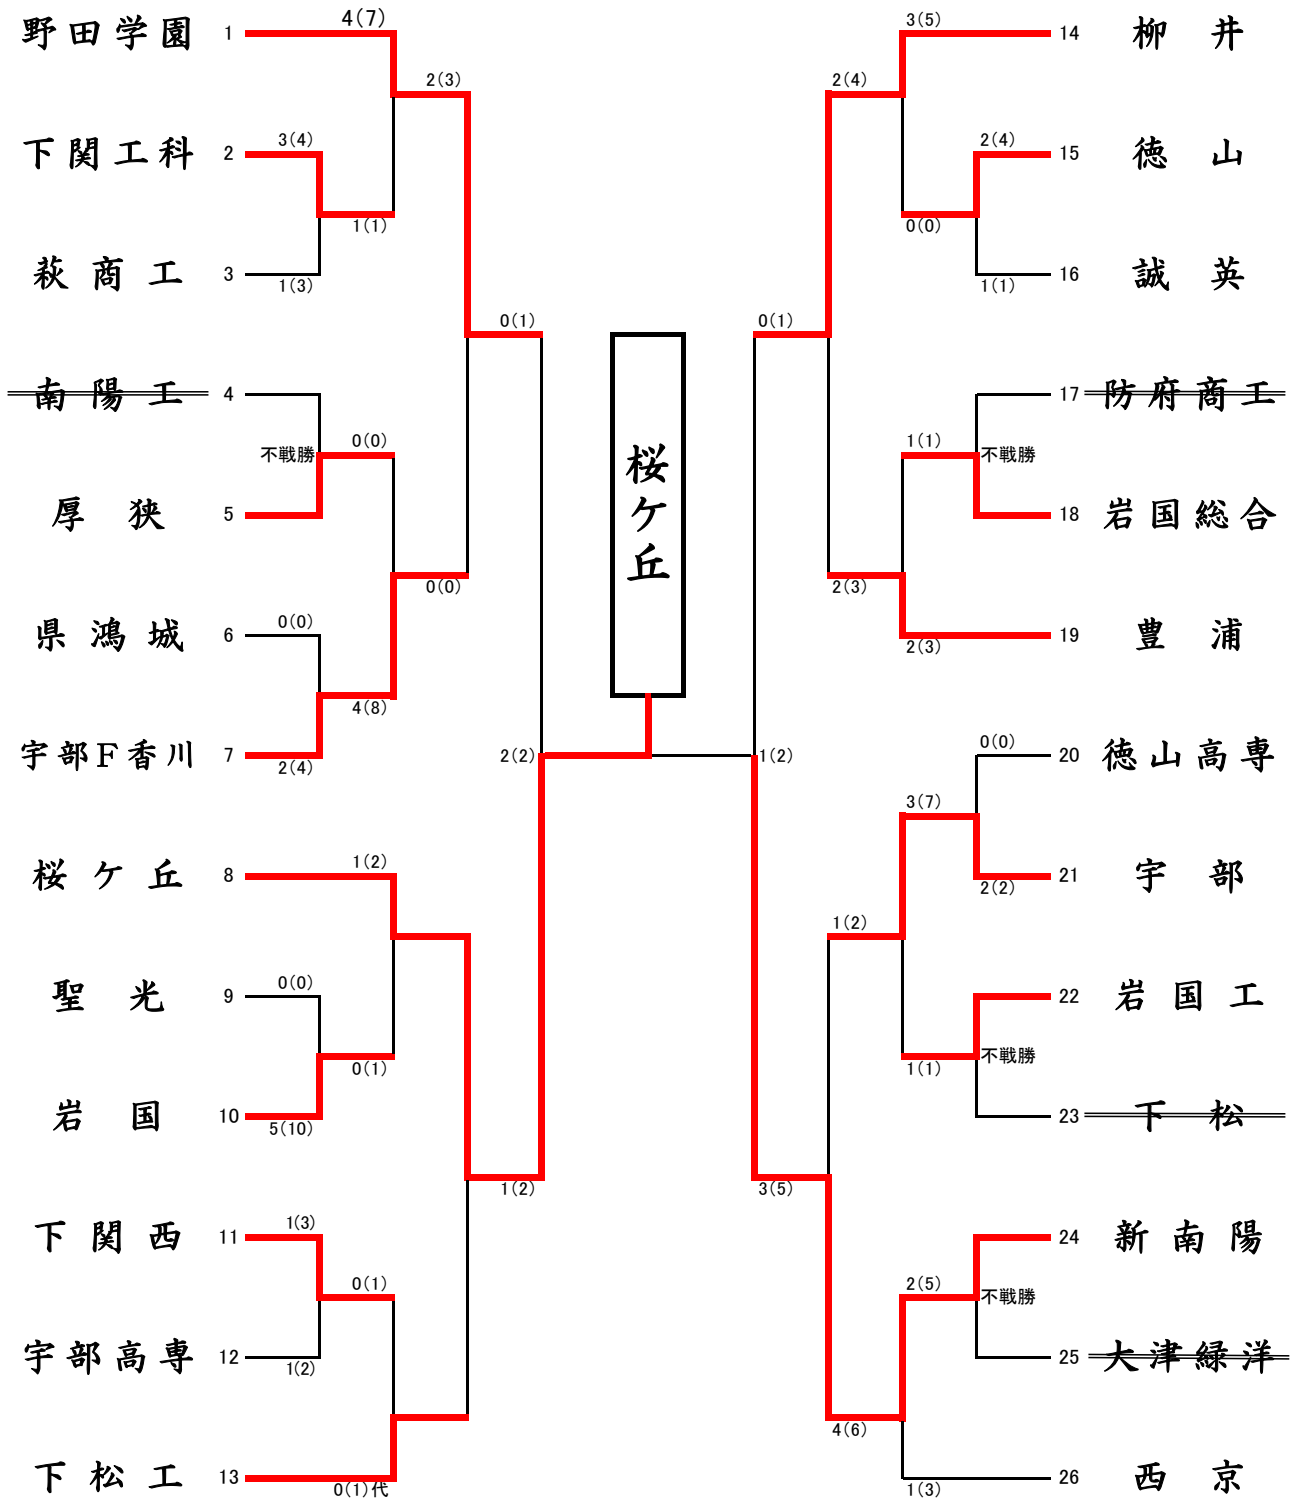 野田学園 1 4(7)
2(3)
下関工科 2 3(4)
1(1)
萩商工 3 1(3)
0(1)
南陽工 4
不戦勝 0(0)
厚狭 5
0(0)
県鴻城 6 0(0)
4(8)
宇部F香川 7 2(4)
2(2)
桜ケ丘 8 1(2)
聖光 9 0(0)
0(1)
岩国 10 5(10)
1(2)
下関西 11 1(3)
0(1)
宇部高専 12 1(2)
下松工 13 0(1)代
桜ケ丘
3(5) 14 柳井
2(4)
2(4) 15 徳山
0(0)
1(1) 16 誠英
0(1)
17 防府商工
1(1) 不戦勝
18 岩国総合
2(3)
2(3) 19 豊浦
1(2)
0(0) 20 徳山高専
3(7)
2(2) 21 宇部
1(2)
22 岩国工
1(1) 不戦勝
23 下松
3(5)
24 新南陽
2(5) 不戦勝
25 大津緑洋
4(6)
1(3) 26 西京